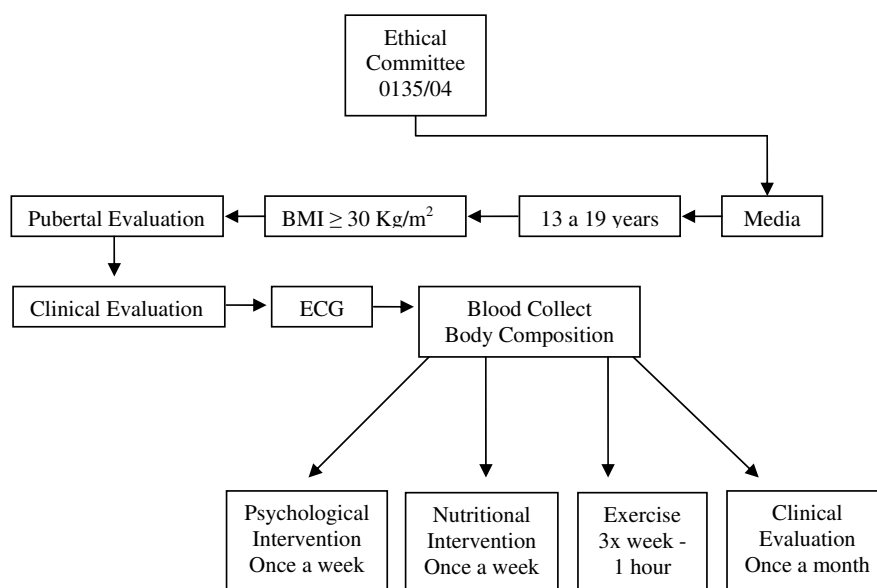 Ethical
Committee
0135/04
Media
13 a 19 years
BMI ≥ 30 Kg/m²
Pubertal Evaluation
Clinical Evaluation
ECG
Blood Collect
Body Composition
Psychological
Intervention
Once a week
Nutritional
Intervention
Once a week
Exercise
3x week -
1 hour
Clinical
Evaluation
Once a month